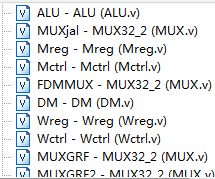 ALU - ALU (ALU.v)
MUXjal - MUX32_2 (MUX.v)
Mreg - Mreg (Mreg.v)
Mctrl - Mctrl (Mctrl.v)
FDMMUX - MUX32_2 (MUX.v)
DM - DM (DM.v)
Wreg - Wreg (Wreg.v)
Wctrl - Wctrl (Wctrl.v)
MUXGRF - MUX32_2 (MUX.v)
MUXGRF2 - MUX32_2 (MUX.v)